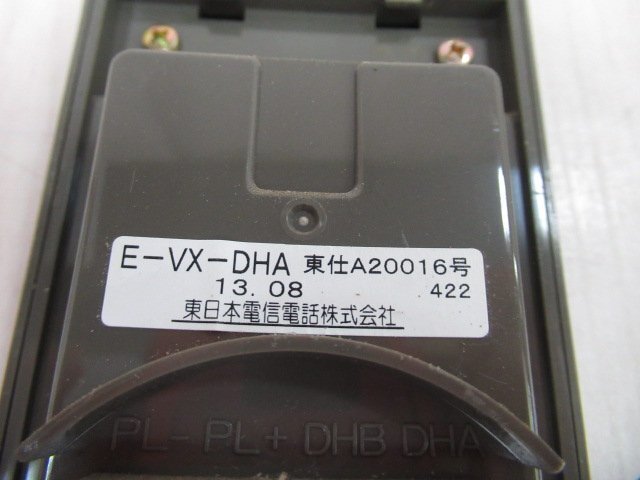 E-VX-DHA 東仕A20016号
13.08 422
東日本電信電話株式会社
PL- PL+ DHB DHA